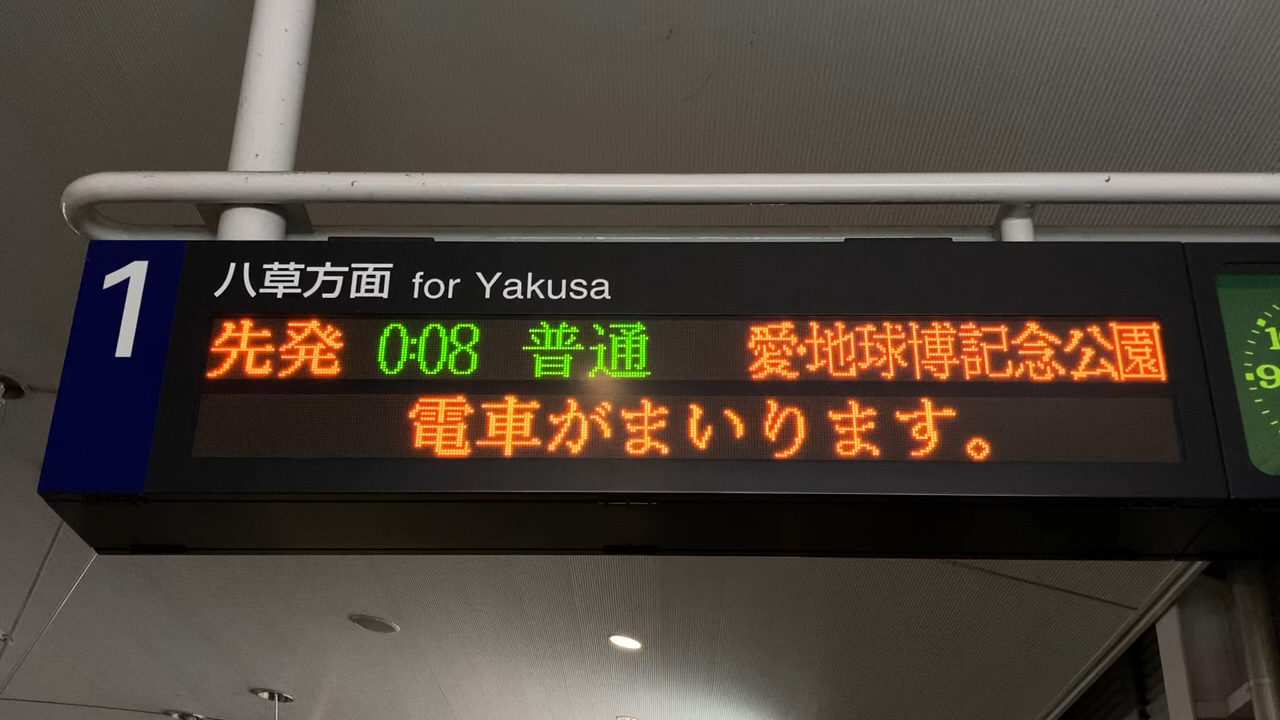 1
八草方面 for Yakusa
先発 0:08 普通 愛・地球博記念公園
電車がまいります。
9